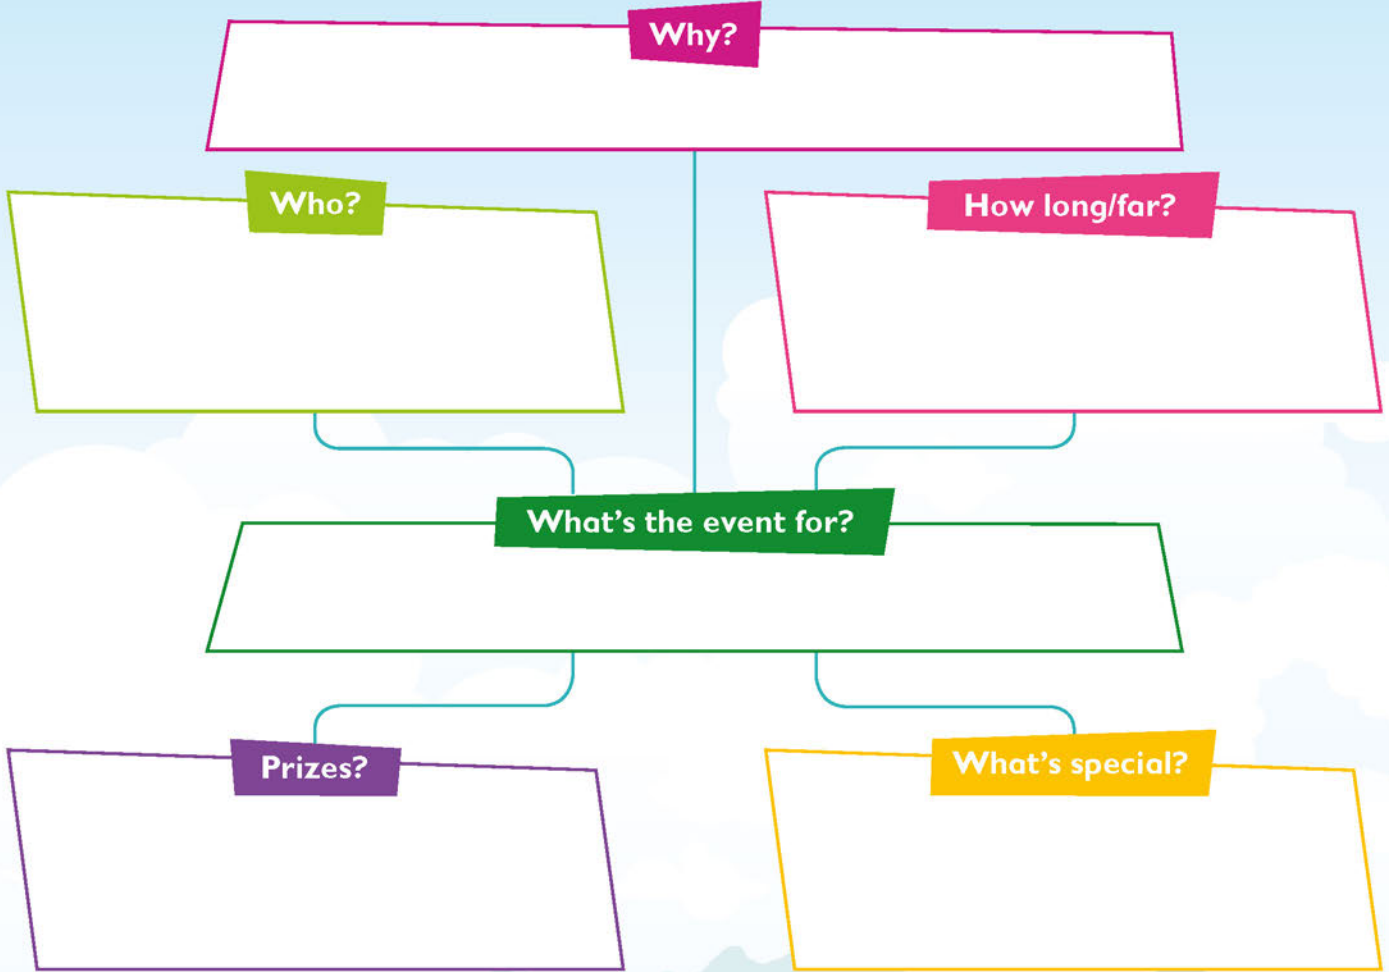 Why?
Who?
How long/far?
What's the event for?
Prizes?
What's special?